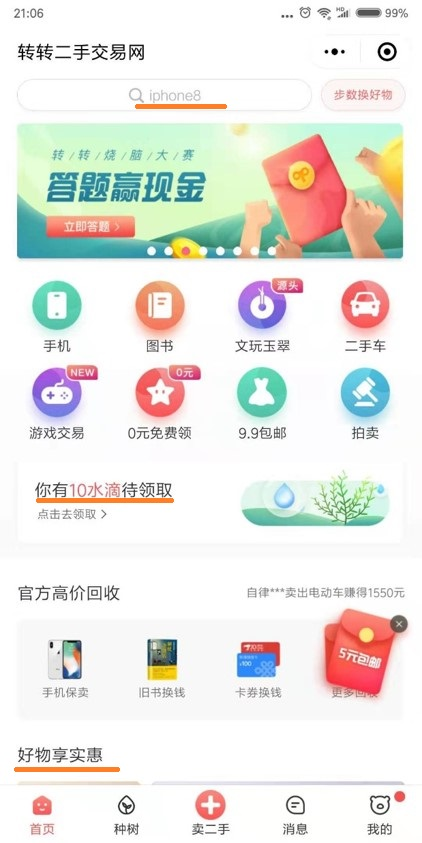 21:06
HD
99%
转转二手交易网
iphone8
步数换好物
转转烧脑大赛
答题赢现金
立即答题 >
源头
手机
图书
文玩玉翠
二手车
NEW
0元
游戏交易
0元免费领
9.9包邮
拍卖
你有10水滴待领取
点击去领取 >
官方高价回收
自律***卖出电动车赚得1550元
5元包邮
手机保卖
旧书换钱
卡券换钱
更多回收
好物享实惠
首页
种树
卖二手
消息
我的